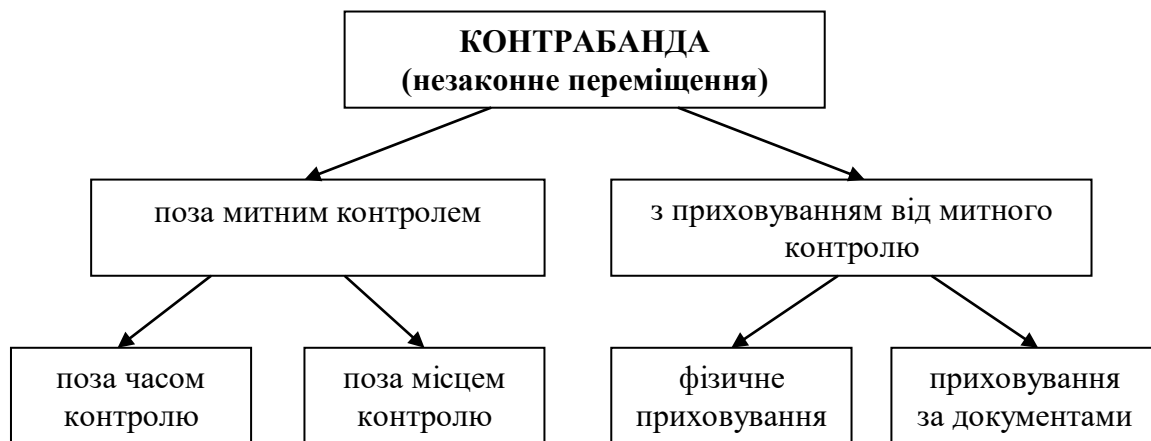 КОНТРАБАНДА
(незаконне переміщення)
поза митним контролем
з приховуванням від митного
контролю
поза часом
контролю
поза місцем
контролю
фізичне
приховування
приховування
за документами